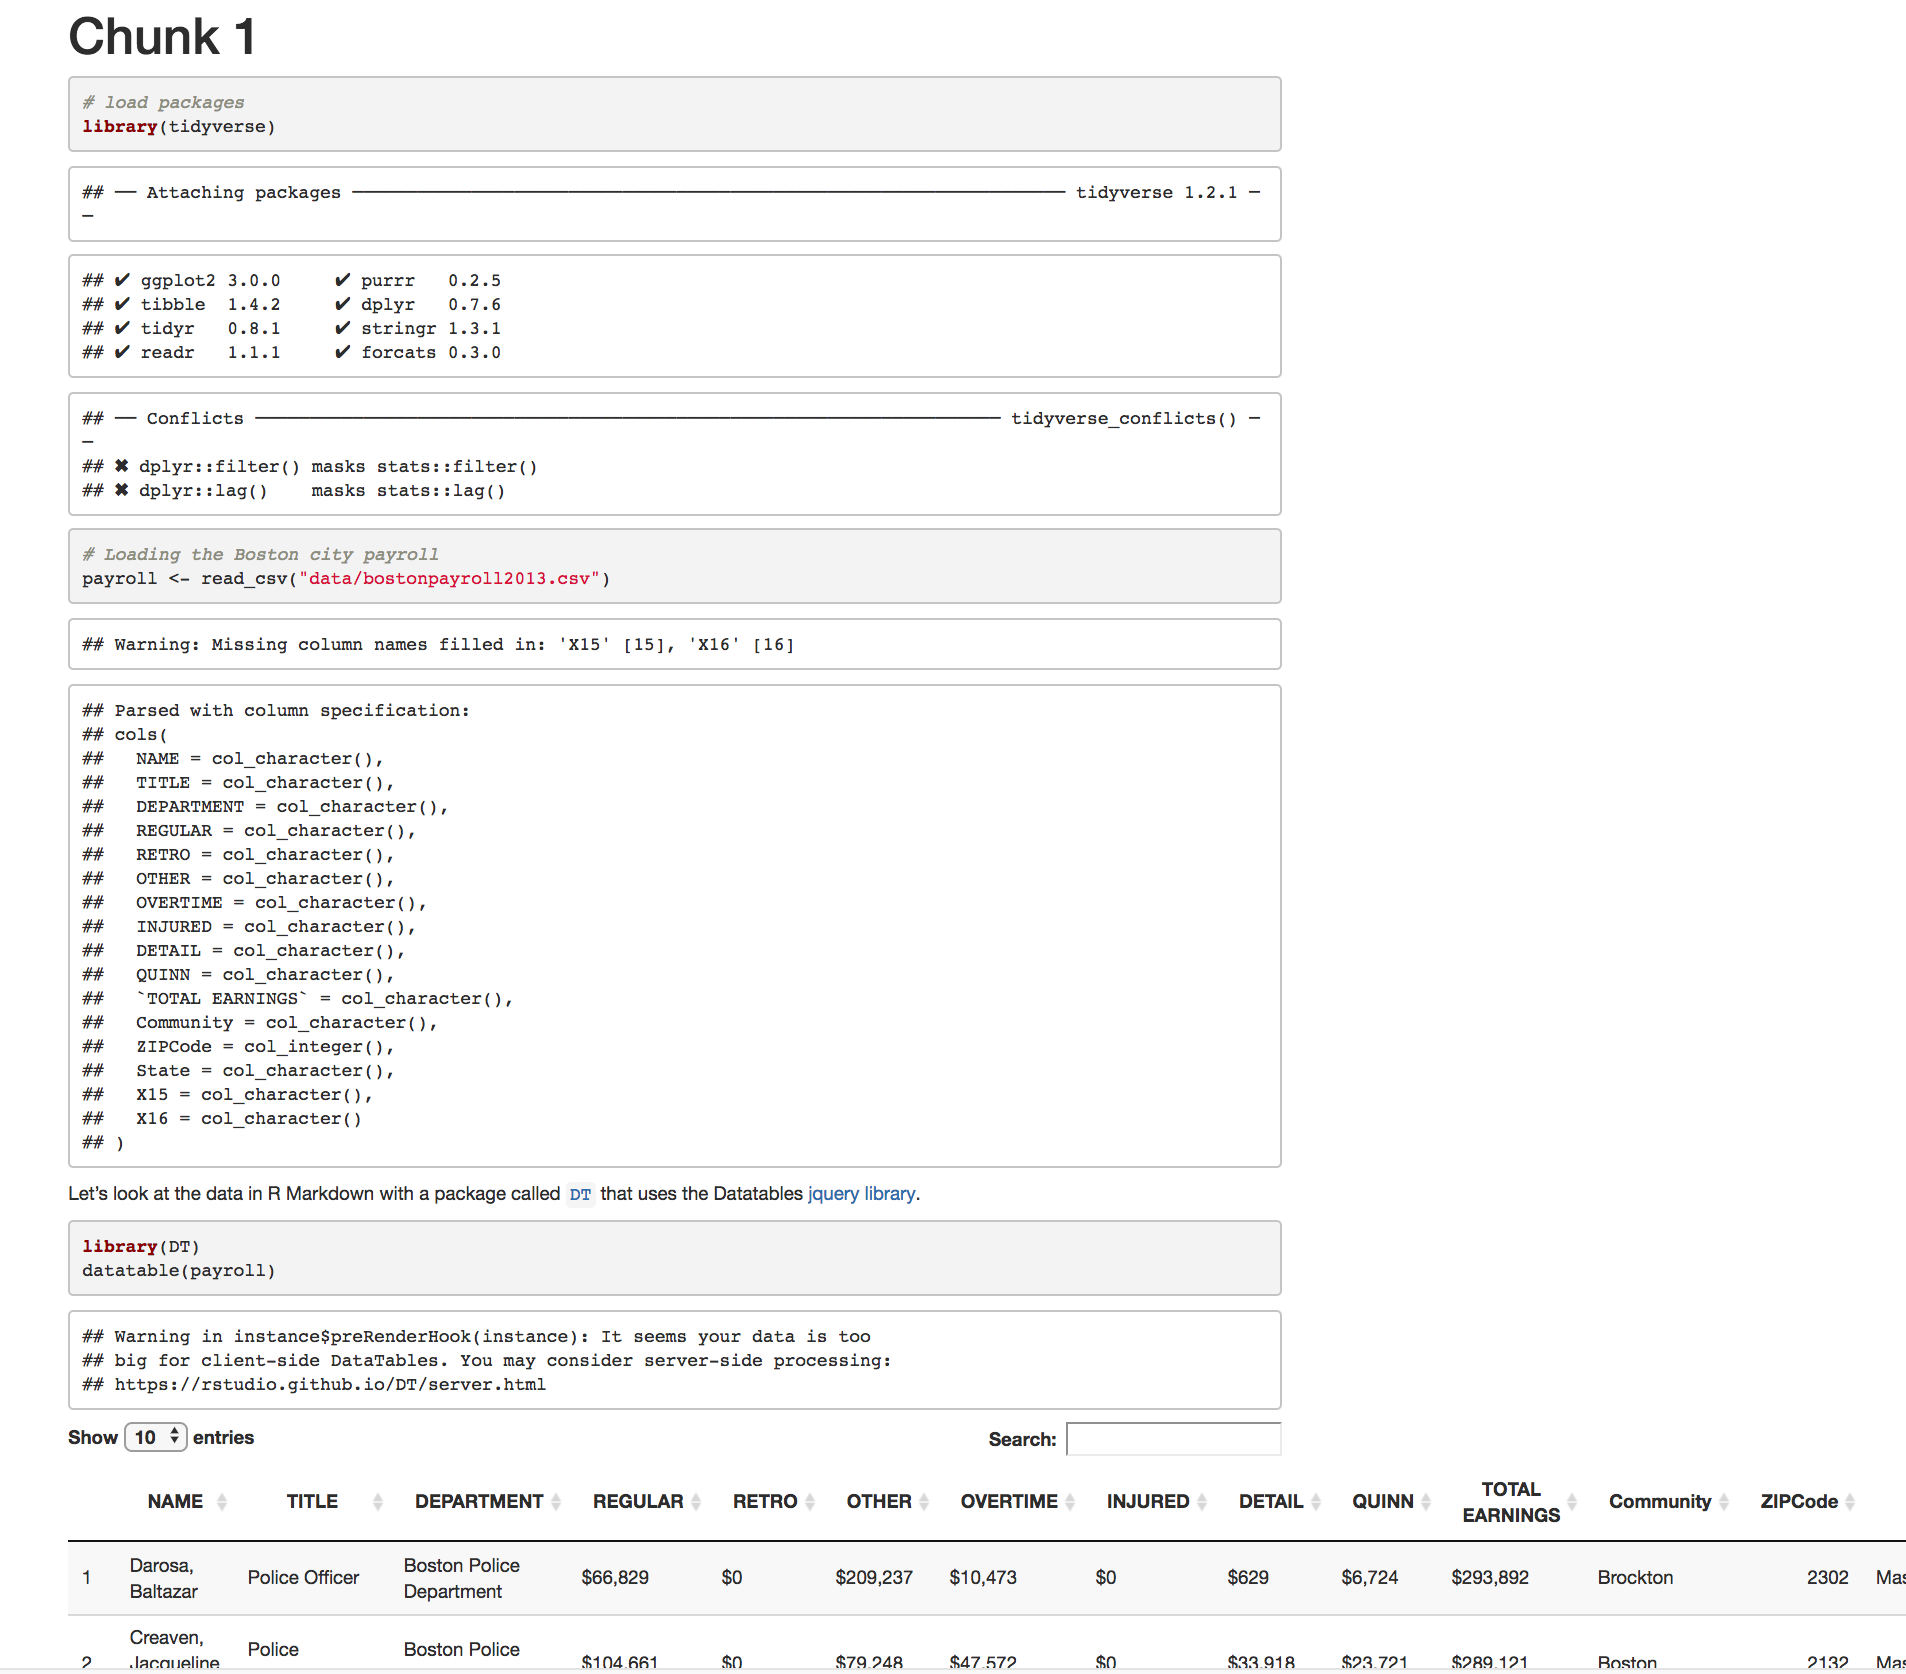 Chunk 1
# load packages
library(tidyverse)
## ── Attaching packages ────────────────────────────────────────────────────────────────── tidyverse 1.2.1 ─
─
## ✔ ggplot2 3.0.0     ✔ purrr   0.2.5
## ✔ tibble  1.4.2     ✔ dplyr   0.7.6
## ✔ tidyr   0.8.1     ✔ stringr 1.3.1
## ✔ readr   1.1.1     ✔ forcats 0.3.0
## ── Conflicts ───────────────────────────────────────────────────────────────────── tidyverse_conflicts() ─
─
## ✖ dplyr::filter() masks stats::filter()
## ✖ dplyr::lag()    masks stats::lag()
# Loading the Boston city payroll
payroll <- read_csv("data/bostonpayroll2013.csv")
## Warning: Missing column names filled in: 'X15' [15], 'X16' [16]
## Parsed with column specification:
## cols(
##   NAME = col_character(),
##   TITLE = col_character(),
##   DEPARTMENT = col_character(),
##   REGULAR = col_character(),
##   RETRO = col_character(),
##   OTHER = col_character(),
##   OVERTIME = col_character(),
##   INJURED = col_character(),
##   DETAIL = col_character(),
##   QUINN = col_character(),
##   `TOTAL EARNINGS` = col_character(),
##   Community = col_character(),
##   ZIPCode = col_integer(),
##   State = col_character(),
##   X15 = col_character(),
##   X16 = col_character()
## )
Let's look at the data in R Markdown with a package called DT that uses the Datatables jquery library.
library(DT)
datatable(payroll)
## Warning in instance$preRenderHook(instance): It seems your data is too
## big for client-side DataTables. You may consider server-side processing:
## https://rstudio.github.io/DT/server.html
Show 10 entries Search:
NAME TITLE DEPARTMENT REGULAR RETRO OTHER OVERTIME INJURED DETAIL QUINN TOTAL EARNINGS Community ZIPCode
1 Darosa, Baltazar Police Officer Boston Police Department $66,829 $0 $209,237 $10,473 $0 $629 $6,724 $293,892 Brockton 2302 Mas
2 Creaven, Jacqueline Police Boston Police $104,661 $0 $79,248 $47,572 $0 $33,918 $23,721 $289,121 Boston 2132 Mas